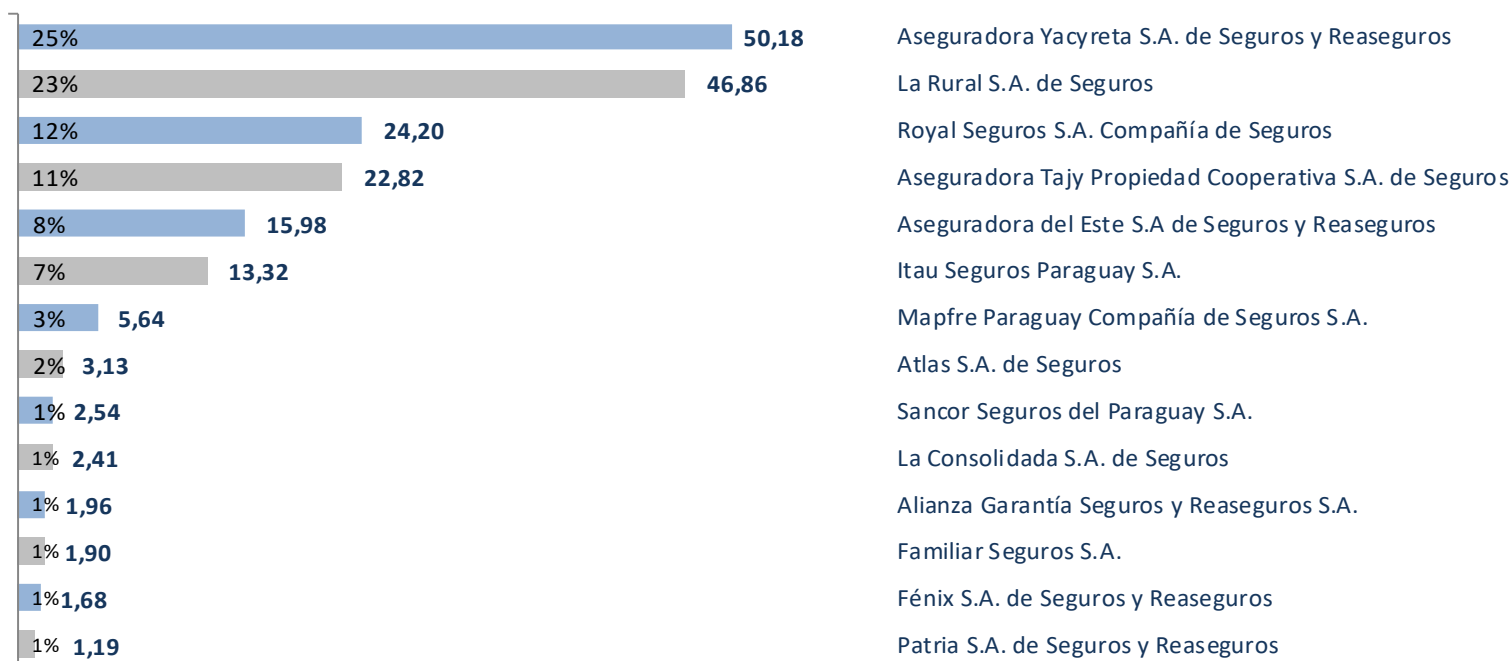 25% 50,18 Aseguradora Yacyreta S.A. de Seguros y Reaseguros
23% 46,86 La Rural S.A. de Seguros
12% 24,20 Royal Seguros S.A. Compañía de Seguros
11% 22,82 Aseguradora Tajy Propiedad Cooperativa S.A. de Seguros
8% 15,98 Aseguradora del Este S.A de Seguros y Reaseguros
7% 13,32 Itau Seguros Paraguay S.A.
3% 5,64 Mapfre Paraguay Compañía de Seguros S.A.
2% 3,13 Atlas S.A. de Seguros
1% 2,54 Sancor Seguros del Paraguay S.A.
1% 2,41 La Consolidada S.A. de Seguros
1% 1,96 Alianza Garantía Seguros y Reaseguros S.A.
1% 1,90 Familiar Seguros S.A.
1% 1,68 Fénix S.A. de Seguros y Reaseguros
1% 1,19 Patria S.A. de Seguros y Reaseguros